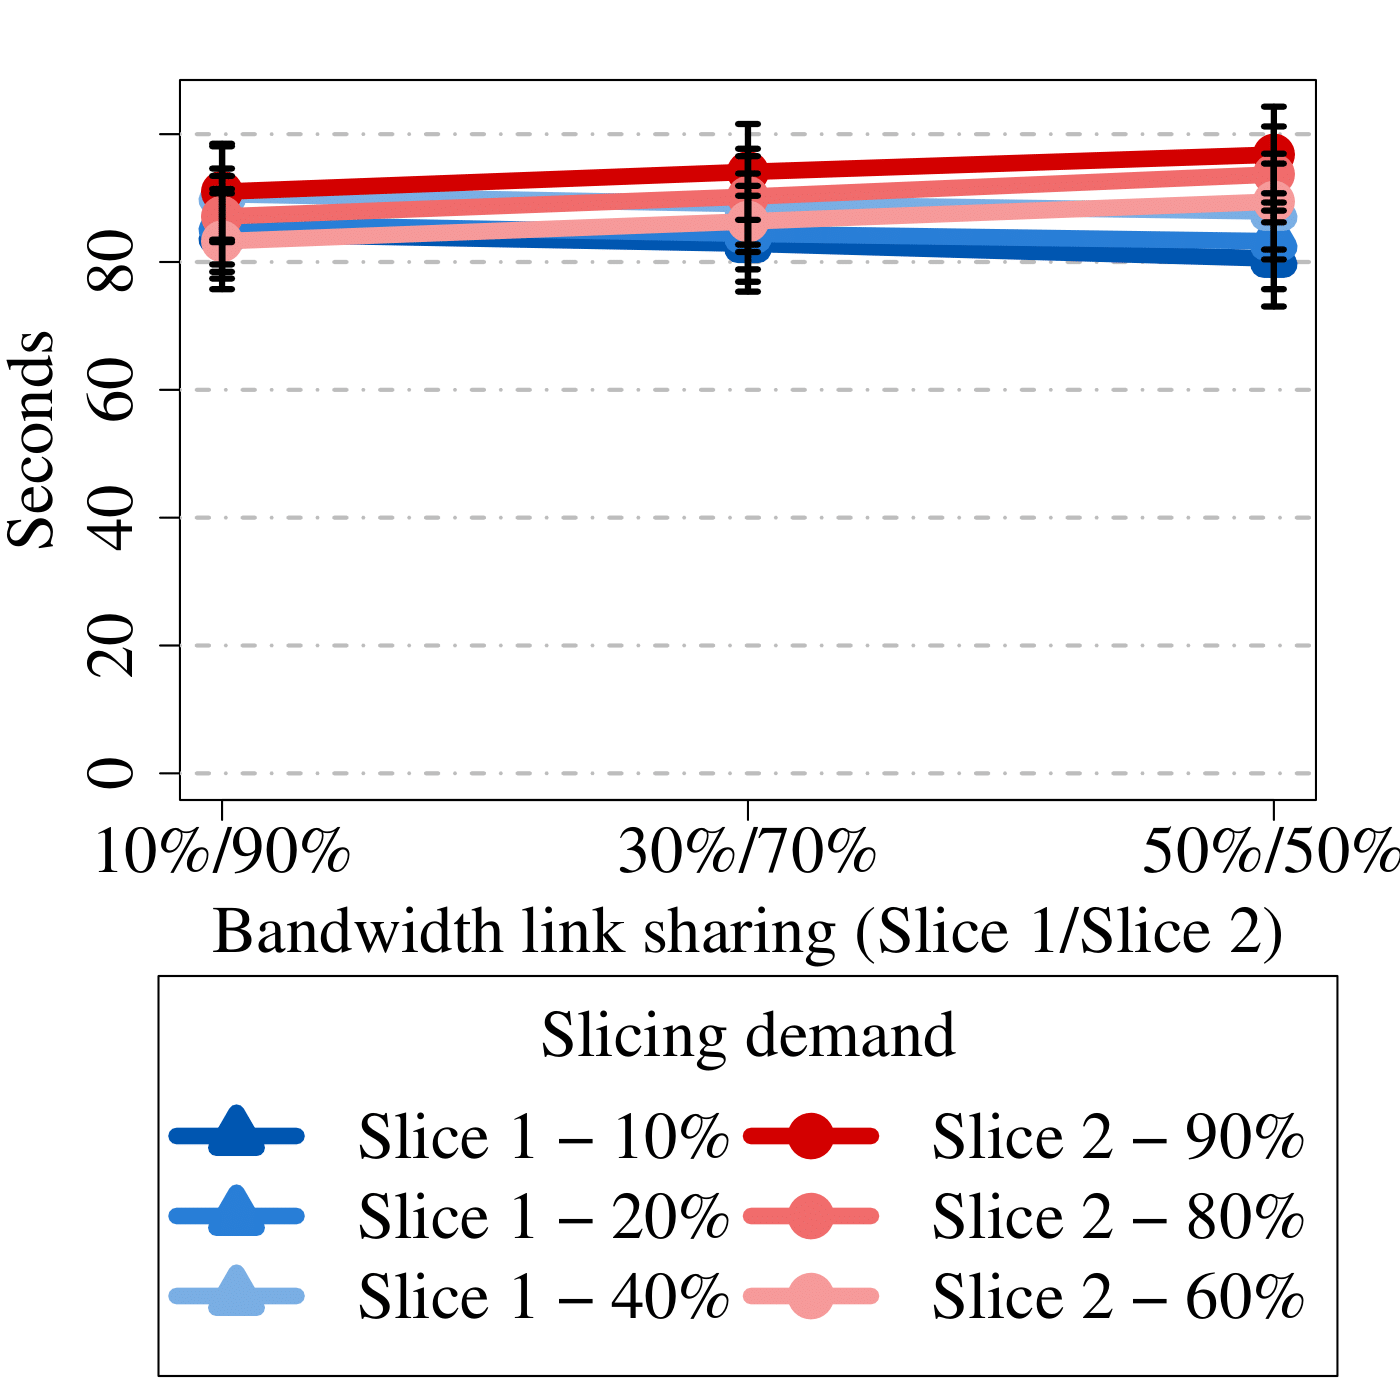 Seconds
80
60
40
20
0
10%/90% 30%/70% 50%/50%
Bandwidth link sharing (Slice 1/Slice 2)
Slicing demand
Slice 1 – 10% Slice 2 – 90%
Slice 1 – 20% Slice 2 – 80%
Slice 1 – 40% Slice 2 – 60%